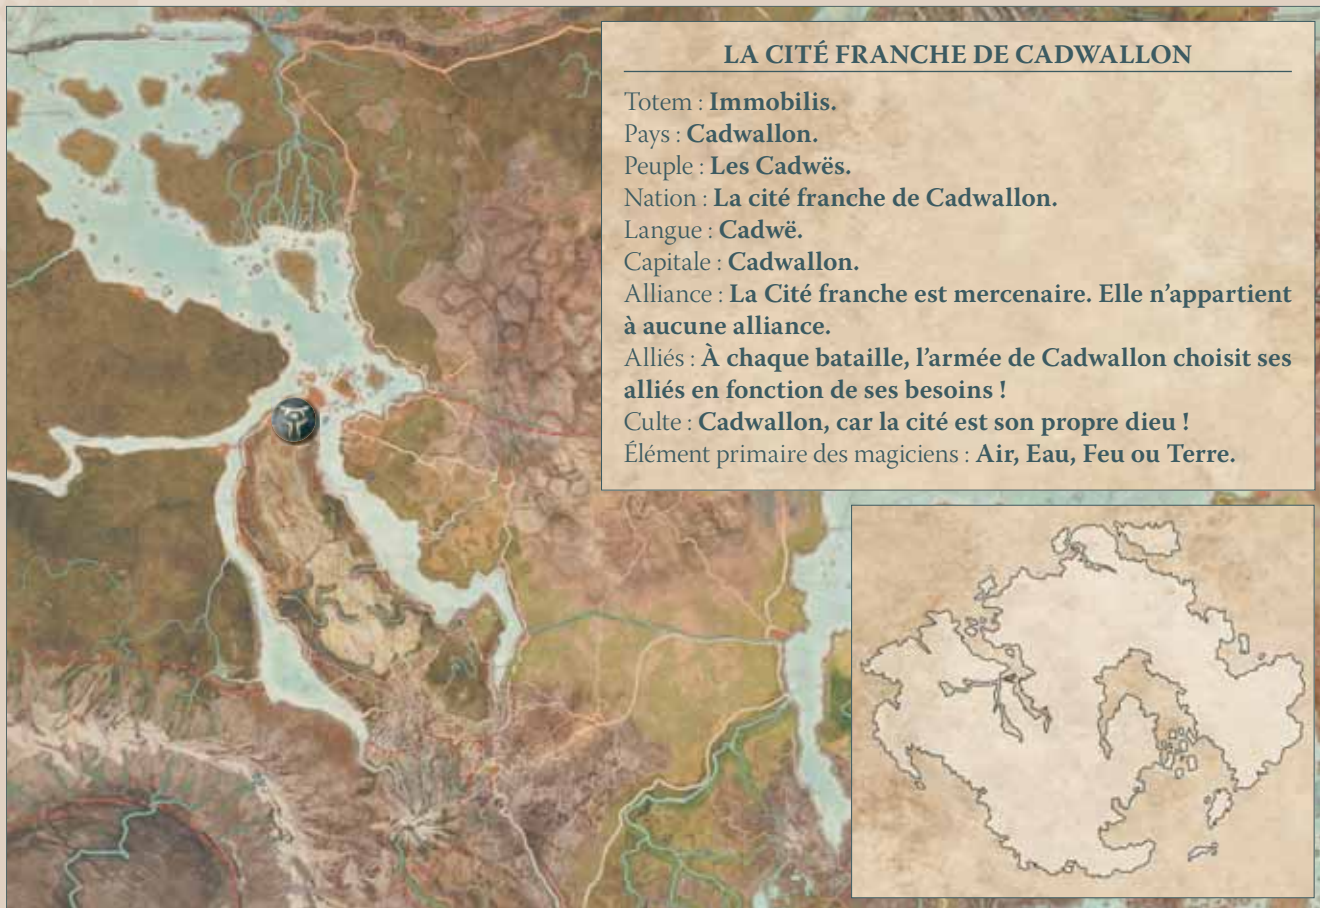 LA CITÉ FRANCHE DE CADWALLON
Totem : Immobilis.
Pays : Cadwallon.
Peuple : Les Cadwës.
Nation : La cité franche de Cadwallon.
Langue : Cadwë.
Capitale : Cadwallon.
Alliance : La Cité franche est mercenaire. Elle n'appartient
à aucune alliance.
Alliés : À chaque bataille, l'armée de Cadwallon choisit ses
alliés en fonction de ses besoins !
Culte : Cadwallon, car la cité est son propre dieu !
Élément primaire des magiciens : Air, Eau, Feu ou Terre.